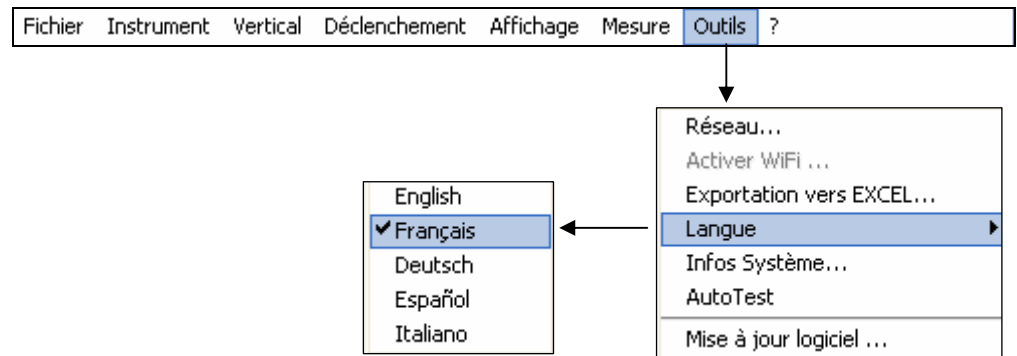 Fichier Instrument Vertical Déclenchement Affichage Mesure Outils ?
Réseau...
Activer WiFi ...
Exportation vers EXCEL...
Langue
Infos Système...
AutoTest
Mise à jour logiciel ...
English
Français
Deutsch
Español
Italiano